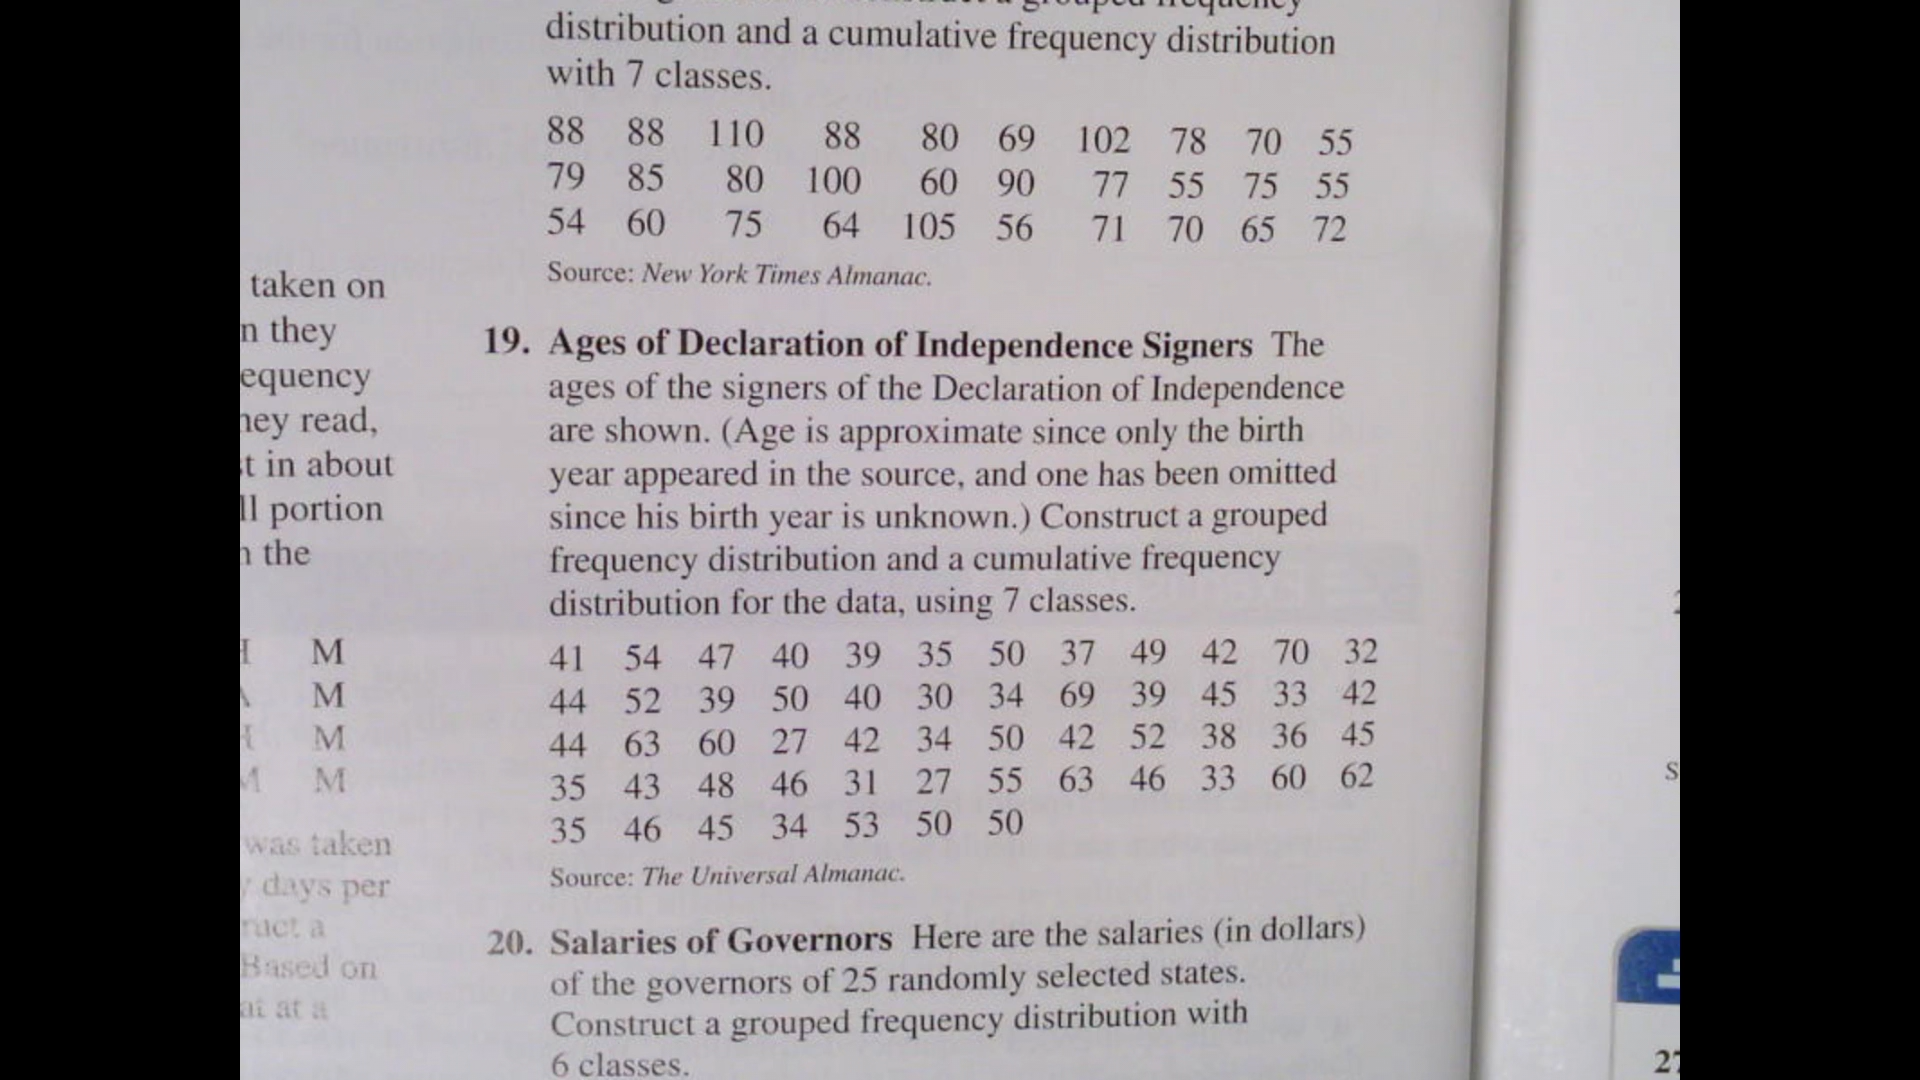 distribution and a cumulative frequency distribution
with 7 classes.
88 88 110 88 80 69 102 78 70 55
79 85 80 100 60 90 77 55 75 55
54 60 75 64 105 56 71 70 65 72
Source: New York Times Almanac.
19. Ages of Declaration of Independence Signers The
ages of the signers of the Declaration of Independence
are shown. (Age is approximate since only the birth
year appeared in the source, and one has been omitted
since his birth year is unknown.) Construct a grouped
frequency distribution and a cumulative frequency
distribution for the data, using 7 classes.
41 54 47 40 39 35 50 37 49 42 70 32
44 52 39 50 40 30 34 69 39 45 33 42
44 63 60 27 42 34 50 42 52 38 36 45
35 43 48 46 31 27 55 63 46 33 60 62
35 46 45 34 53 50 50
Source: The Universal Almanac.
20. Salaries of Governors Here are the salaries (in dollars)
of the governors of 25 randomly selected states.
Construct a grouped frequency distribution with
6 classes.
taken on
they
equency
read,
in about
portion
the
M
M
M
M M
was taken
days per
a
Based on
at a
27